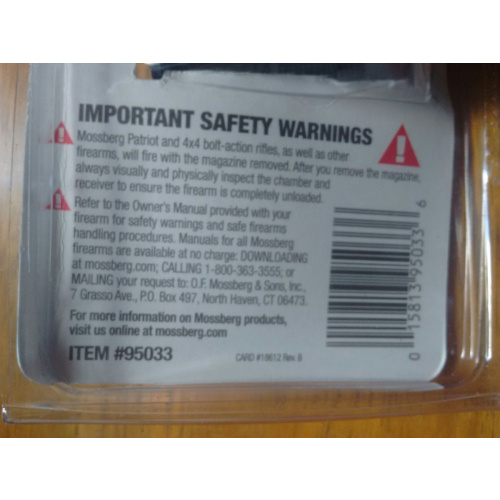 IMPORTANT SAFETY WARNINGS
Mossberg Patriot and 4x4 bolt-action rifles, as well as other
firearms, will fire with the magazine removed. After you remove the magazine,
always visually and physically inspect the chamber and
receiver to ensure the firearm is completely unloaded.
Refer to the Owner's Manual provided with your
firearm for safety warnings and safe firearms
handling procedures. Manuals for all Mossberg
firearms are available at no charge: DOWNLOADING
at mossberg.com; CALLING 1-800-363-3555; or
MAILING your request to: O.F. Mossberg & Sons, Inc.,
7 Grasso Ave., P.O. Box 497, North Haven, CT 06473.
For more information on Mossberg products,
visit us online at mossberg.com
ITEM #95033
CARD #18612 Rev. B
0 15813 95033 6